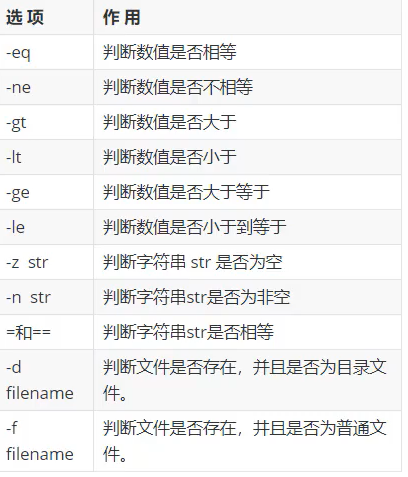 选 项 作 用
-eq 判断数值是否相等
-ne 判断数值是否不相等
-gt 判断数值是否大于
-lt 判断数值是否小于
-ge 判断数值是否大于等于
-le 判断数值是否小于到等于
-z str 判断字符串 str 是否为空
-n str 判断字符串str是否为非空
=和== 判断字符串str是否相等
-d 判断文件是否存在，并且是否为目录文
filename 件。
-f 判断文件是否存在，井且是否为普通文
filename 件。